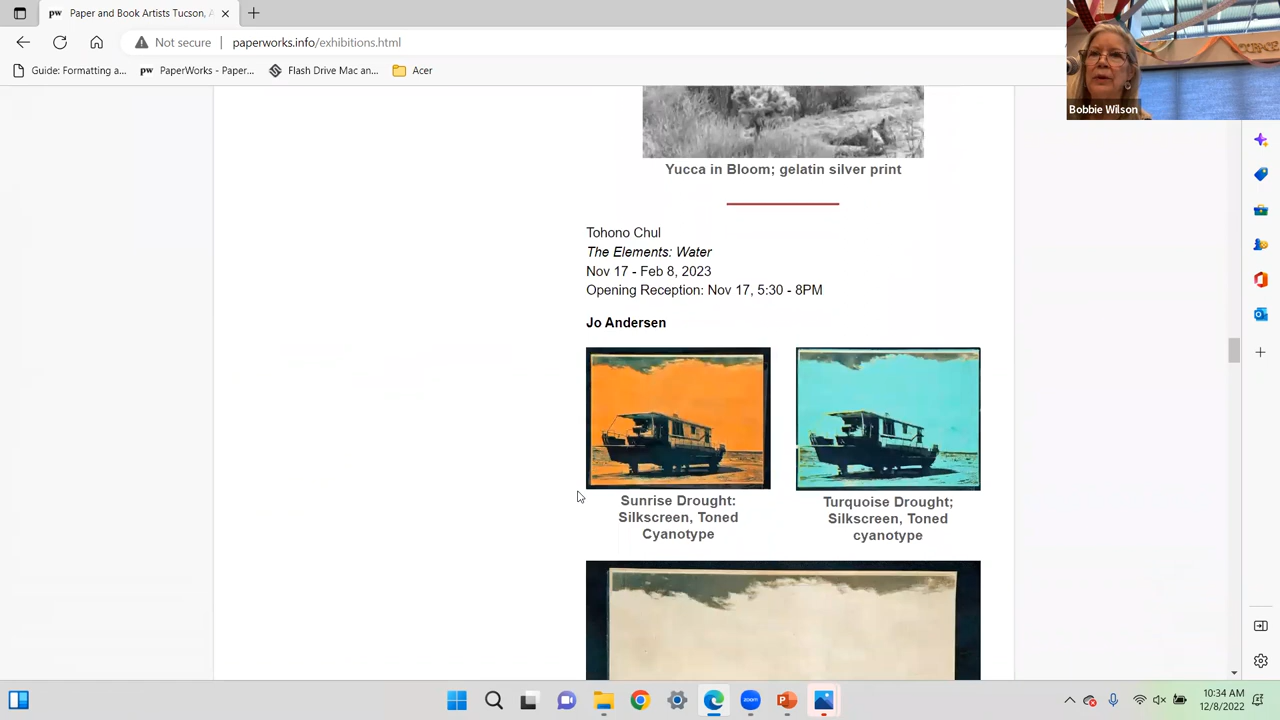 Paper and Book Artists Tucson, A
Not secure
paperworks.info/exhibitions.html
Guide: Formatting a...
pw
PaperWorks - Paper...
Flash Drive Mac an...
Acer
Bobbie Wilson
Yucca in Bloom; gelatin silver print
Tohono Chul
The Elements: Water
Nov 17 - Feb 8, 2023
Opening Reception: Nov 17, 5:30 - 8PM
Jo Andersen
Sunrise Drought:
Silkscreen, Toned
Cyanotype
Turquoise Drought;
Silkscreen, Toned
cyanotype
zoom
10:34 AM
12/8/2022